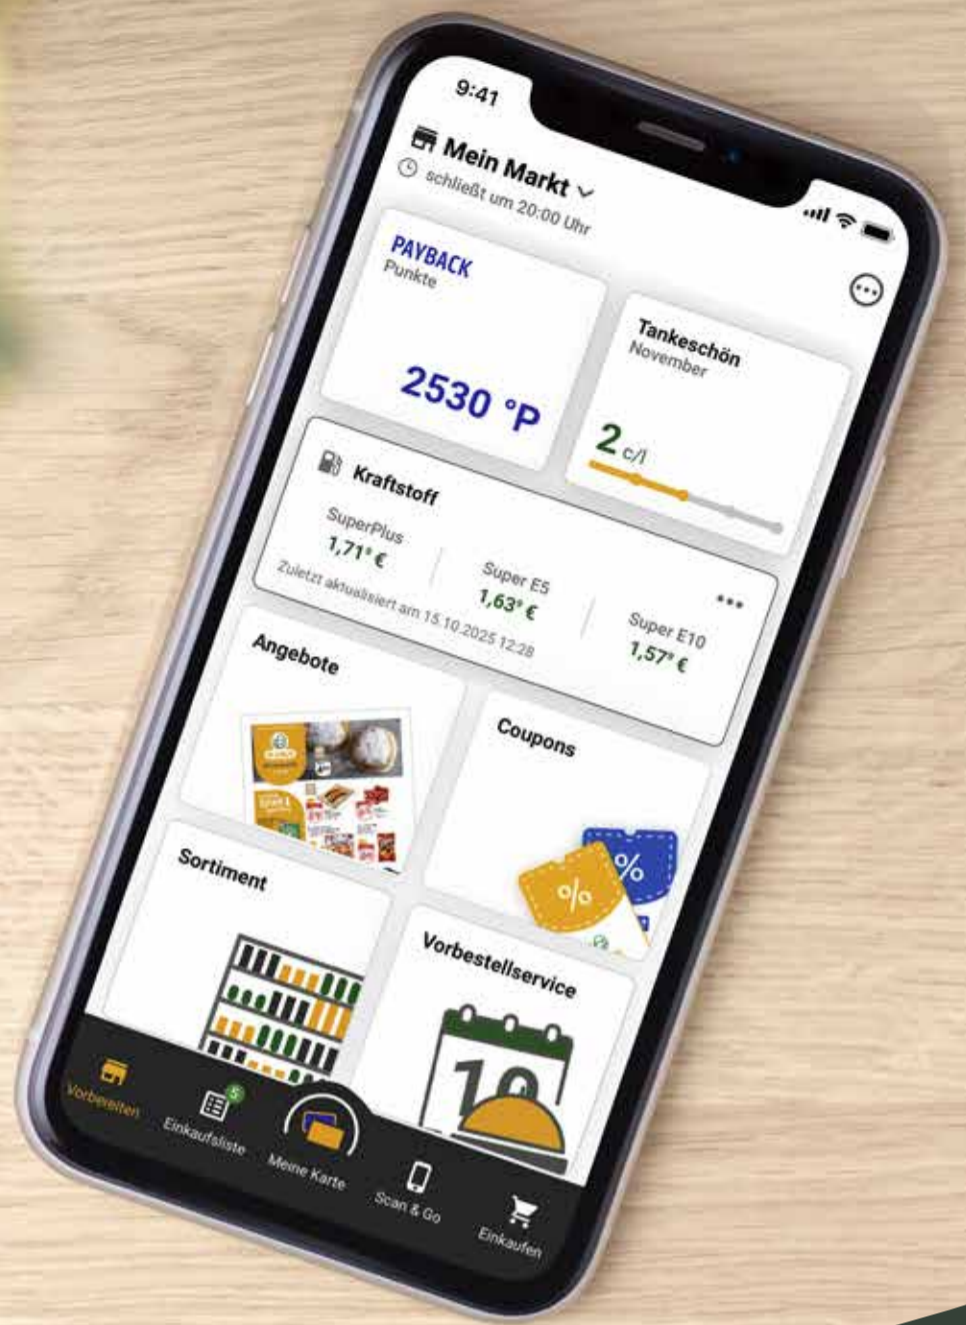 9:41
Mein Markt
schließt um 20:00 Uhr
PAYBACK
Punkte
2530 °P
Tankeschön
November
2 c/l
Kraftstoff
SuperPlus
1,71⁹ €
Super E5
1,63⁹ €
Super E10
1,57⁹ €
Zuletzt aktualisiert am 15.10.2025 12:28
Angebote
Coupons
%
%
Sortiment
Vorbestellservice
Vorbereiten
5
Einkaufsliste
Meine Karte
Scan & Go
Einkaufen